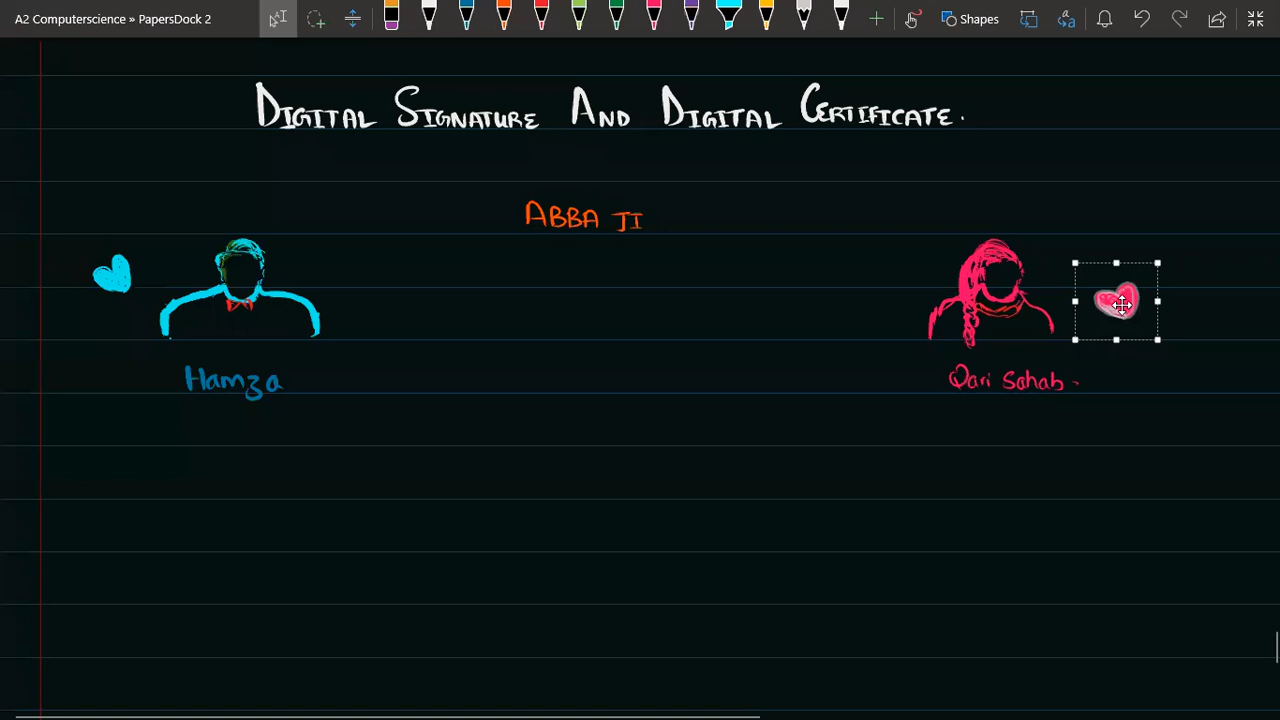 A2 Computerscience » PapersDock 2
Shapes
DIGITAL SIGNATURE AND DIGITAL CERTIFICATE.
ABBA JI
Hamza
Qari Sahab